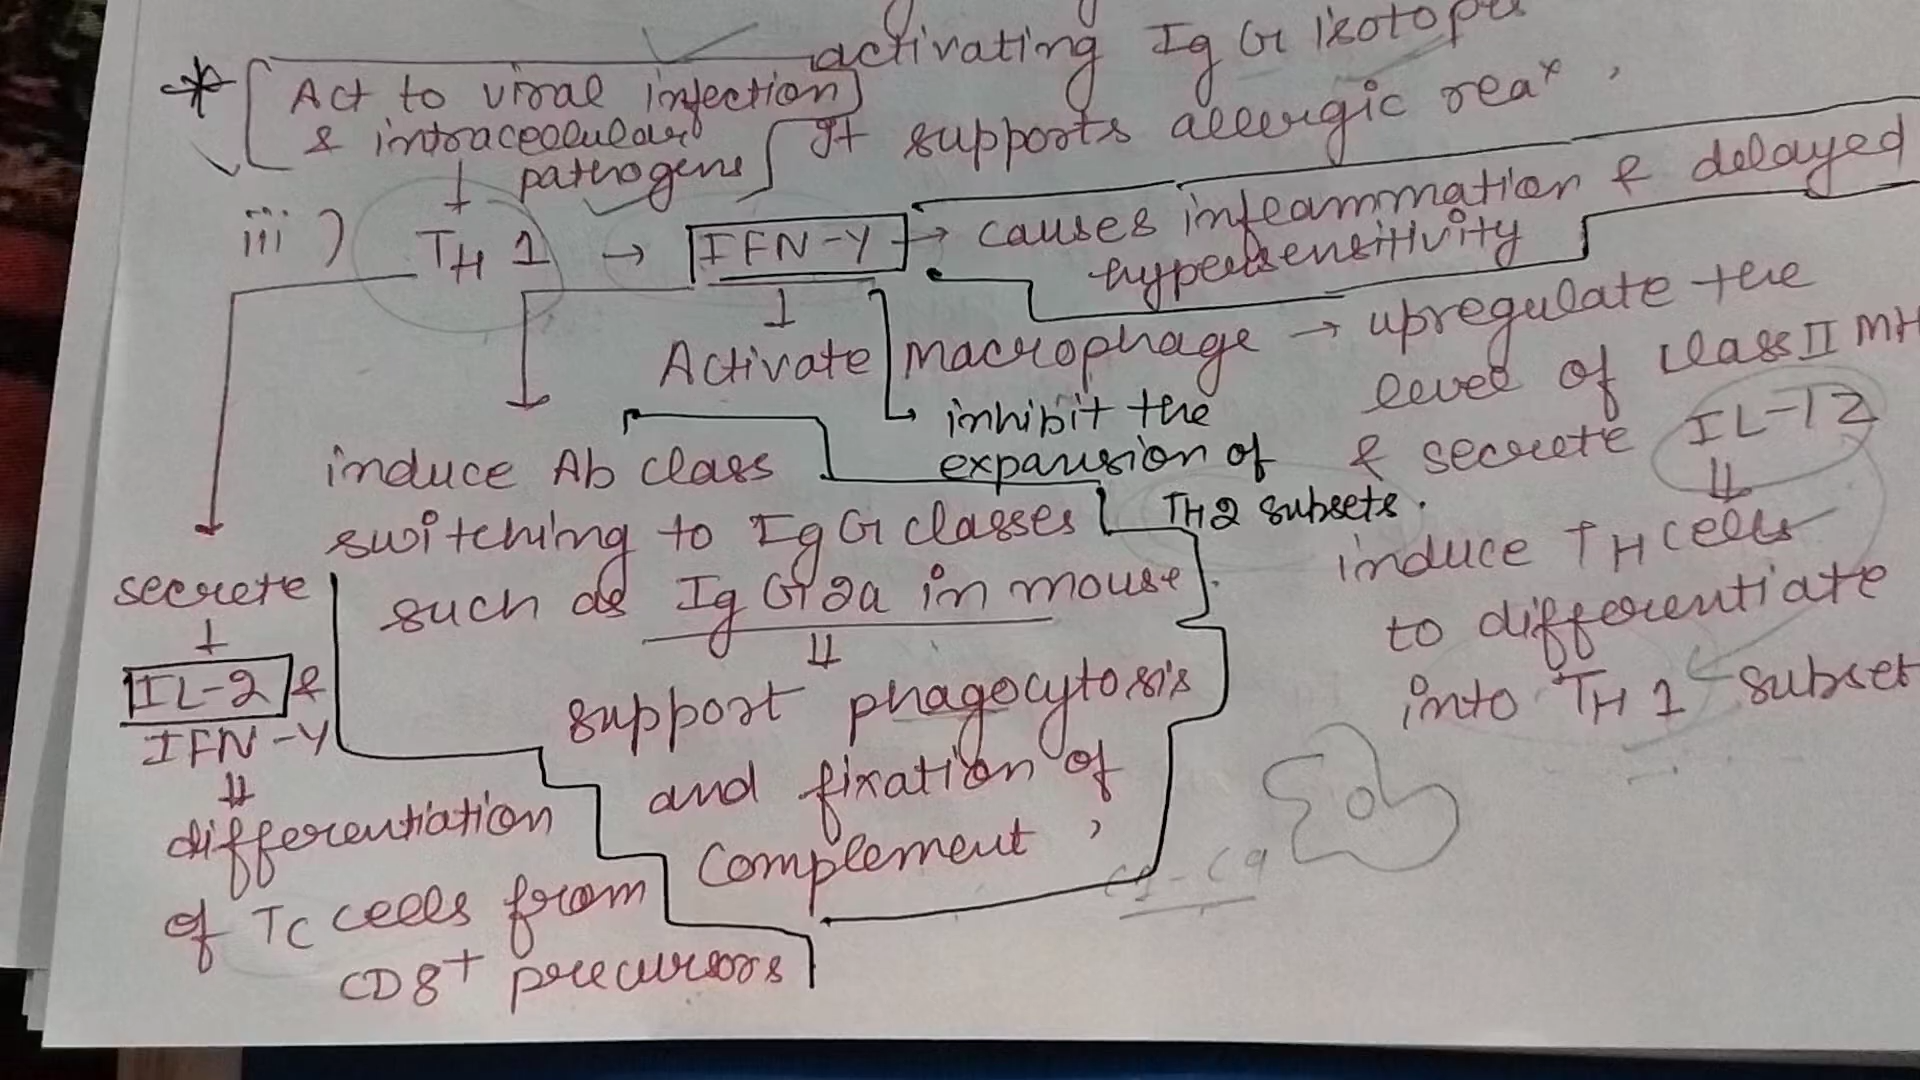 activating IgG isotope
* Act to viral infection
& intracellular
pathogens
It supports allergic reaxˣ,
iii) TH 1 → IFN-γ → causes inflammation & delayed
hypersensitivity
Activate macrophage → upregulate the
level of class II MH
& secrete IL-12
induce TH cells
to differentiate
into TH 1 subset
inhibit the
expansion of
TH2 subsets.
induce Ab class
switching to IgG classes
such as IgG2a in mouse.
support phagocytosis
and fixation of
complement,
C1-C9
secrete
IL-2 &
IFN-γ
differentiation
of Tc cells from
CD8+ precursors